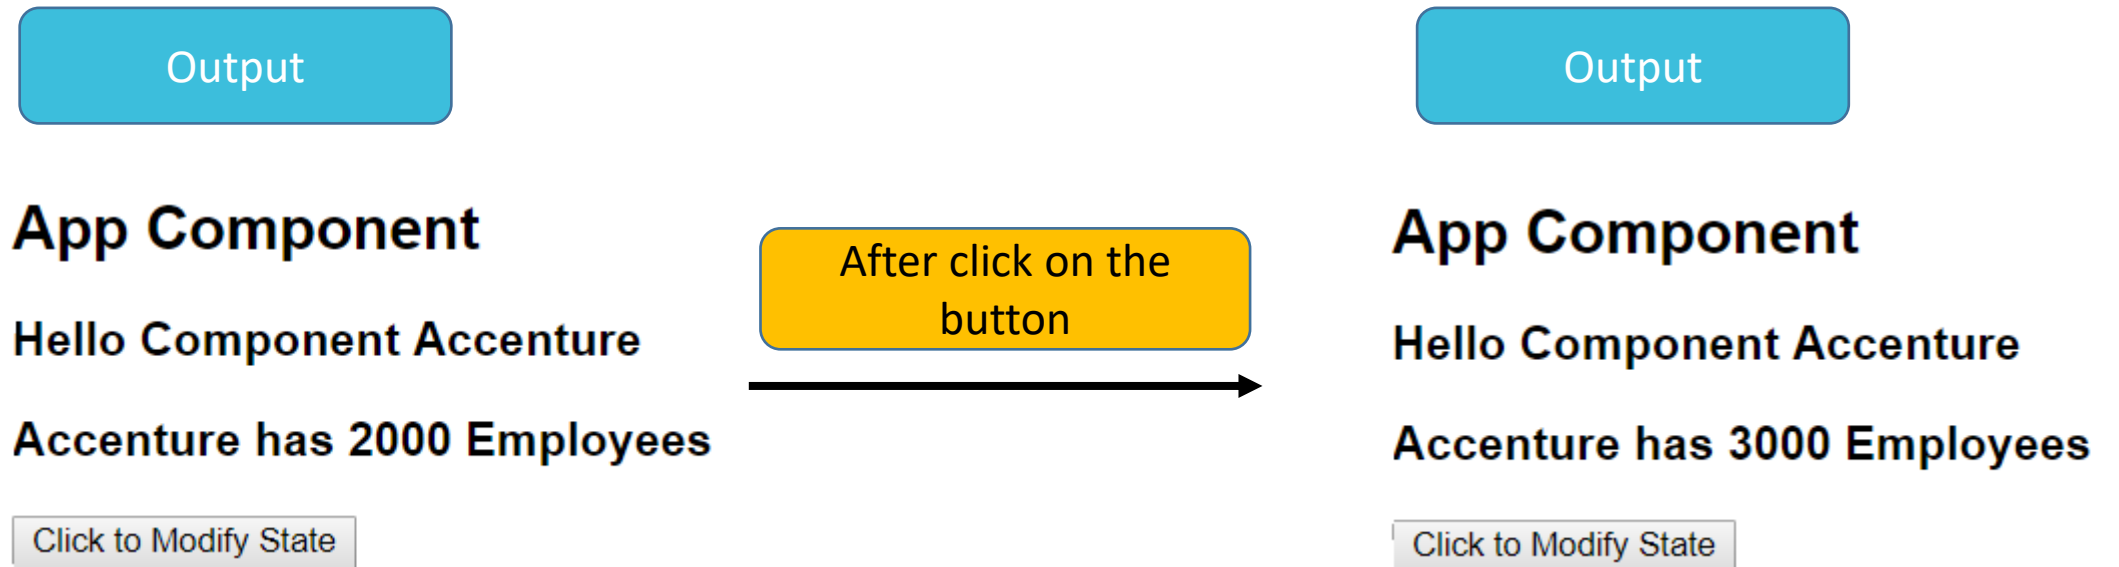 Output
App Component
Hello Component Accenture
Accenture has 2000 Employees
Click to Modify State
After click on the
button
Output
App Component
Hello Component Accenture
Accenture has 3000 Employees
Click to Modify State